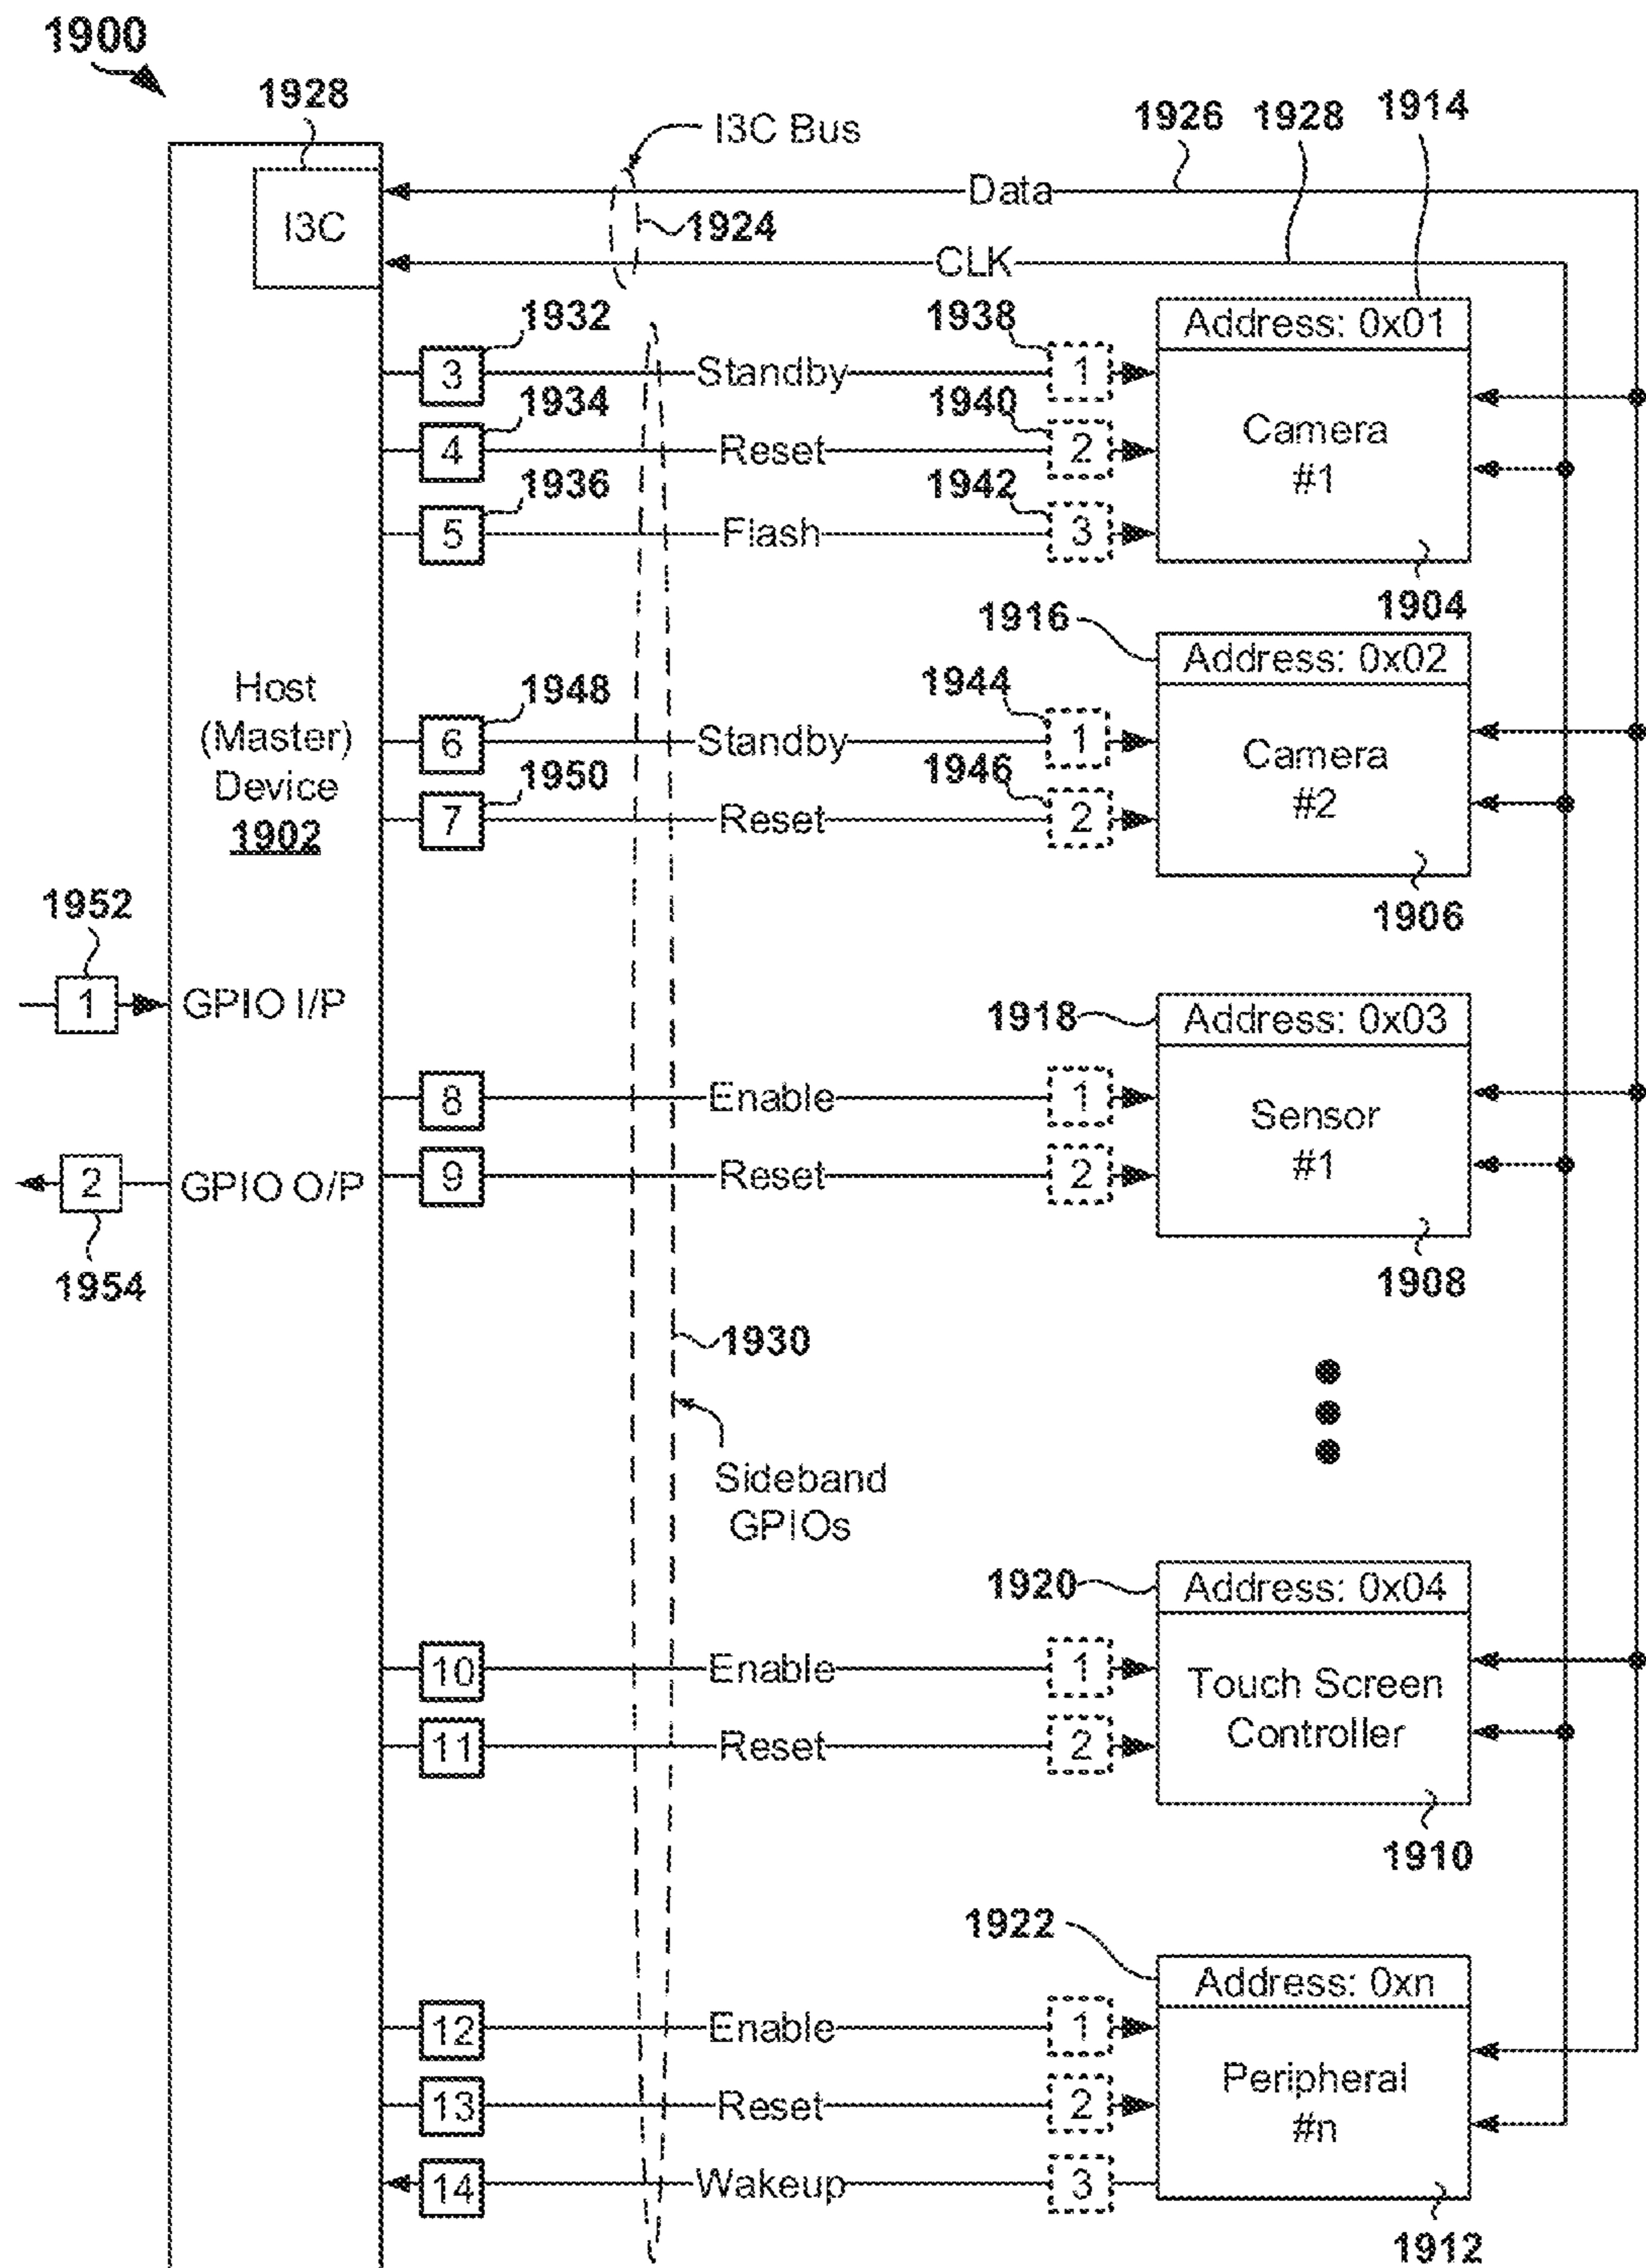 1900
1928
I3C Bus
1926
1928
1914
I3C
Data
1924
CLK
1932
1938
Address: 0x01
3
Standby
1
1934
1940
Camera
#1
4
Reset
2
1936
1942
5
Flash
3
1904
1916
Address: 0x02
Host
(Master)
Device
1902
1948
1944
6
Standby
1
Camera
#2
1950
1946
7
Reset
2
1906
1952
1
GPIO I/P
1918
Address: 0x03
8
Enable
1
Sensor
#1
2
GPIO O/P
9
Reset
2
1954
1908
1930
Sideband
GPIOs
1920
Address: 0x04
10
Enable
1
Touch Screen
Controller
11
Reset
2
1910
1922
Address: 0xn
12
Enable
1
Peripheral
#n
13
Reset
2
14
Wakeup
3
1912